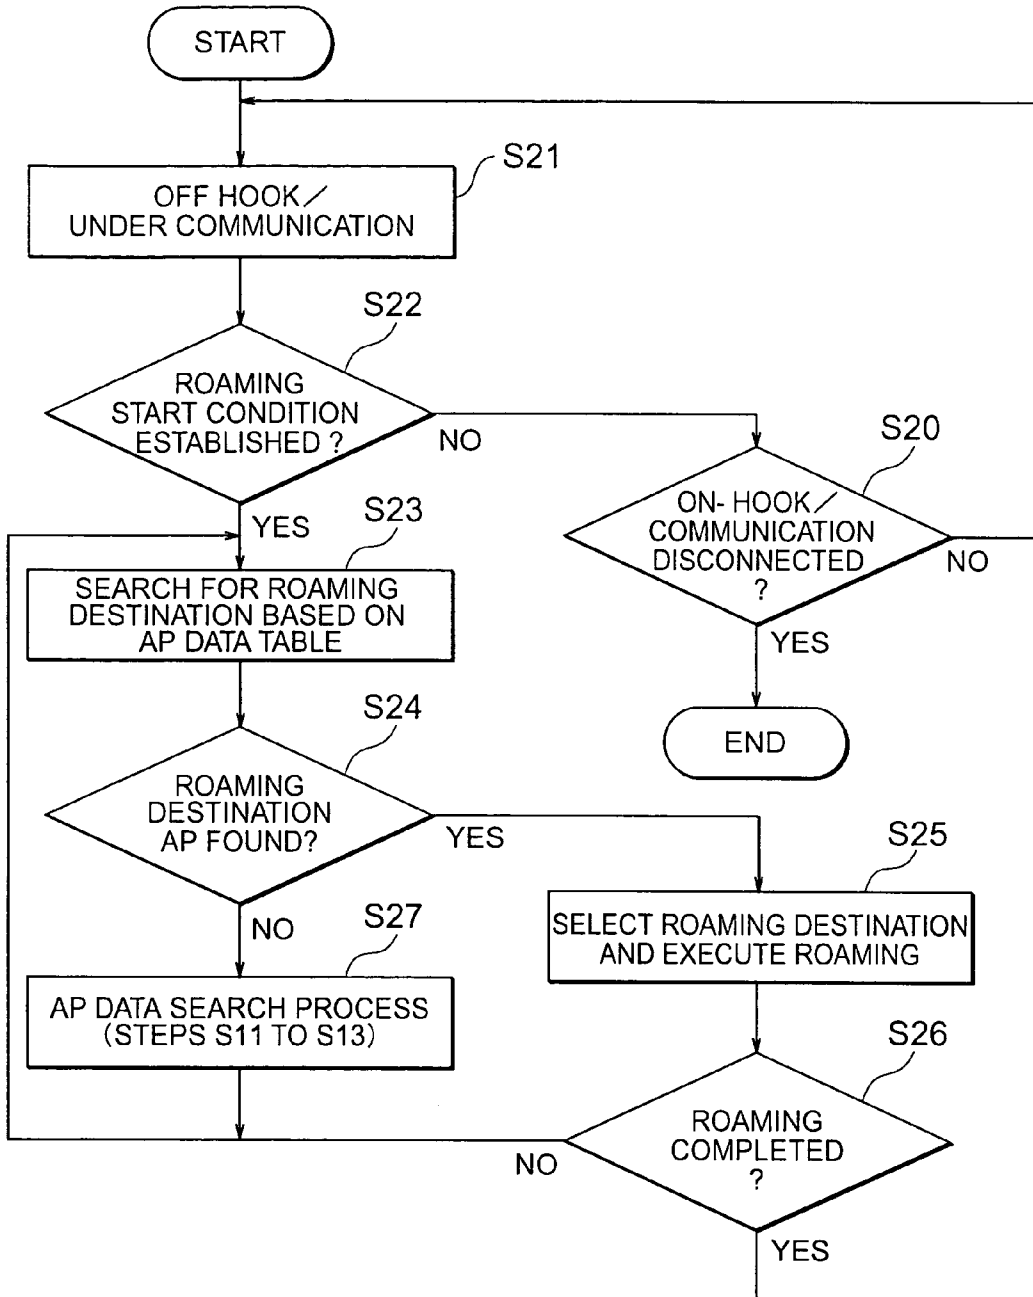 START
S21
OFF HOOK/
UNDER COMMUNICATION
S22
ROAMING
START CONDITION
ESTABLISHED ?
NO
YES
S20
ON- HOOK/
COMMUNICATION
DISCONNECTED
?
NO
YES
END
S23
SEARCH FOR ROAMING
DESTINATION BASED ON
AP DATA TABLE
S24
ROAMING
DESTINATION
AP FOUND?
YES
NO
S25
SELECT ROAMING DESTINATION
AND EXECUTE ROAMING
S27
AP DATA SEARCH PROCESS
(STEPS S11 TO S13)
S26
ROAMING
COMPLETED
?
NO
YES